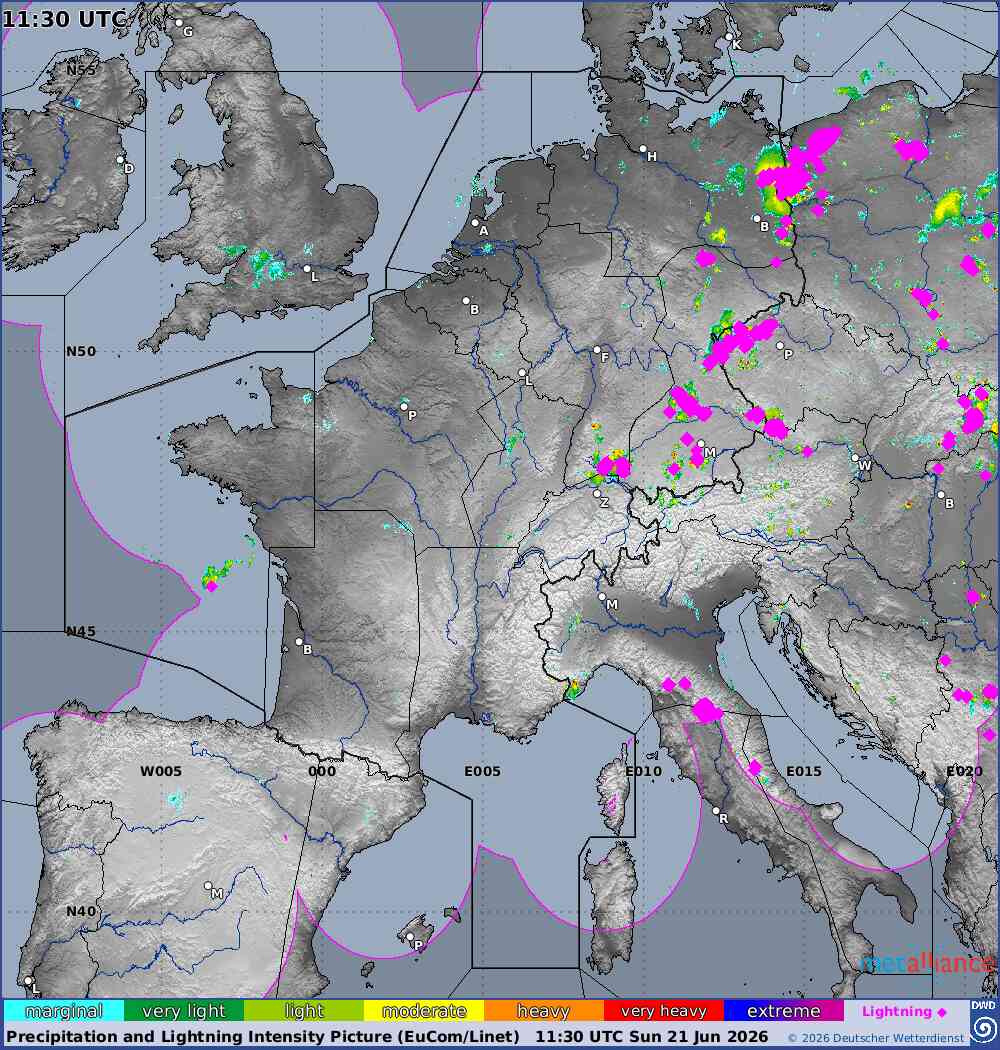 11:30 UTC
G
K
N55
H
D
A
B
L
B
N50
F
P
L
P
M
W
Z
B
M
N45
B
W005
000
E005
E010
E015
E020
R
M
N40
P
metalliance
L
marginal very light light moderate heavy very heavy extreme Lightning DWD
Precipitation and Lightning Intensity Picture (EuCom/Linet) 11:30 UTC Sun 21 Jun 2026 © 2026 Deutscher Wetterdienst